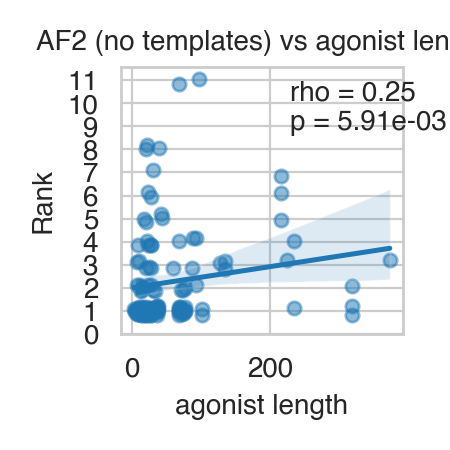 AF2 (no templates) vs agonist len
rho = 0.25
p = 5.91e-03
11
10
9
8
7
6
5
4
3
2
1
0
Rank
0
200
agonist length